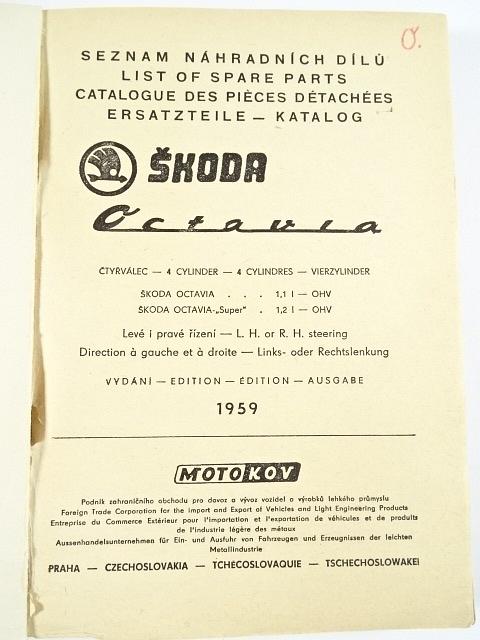 O.
SEZNAM NÁHRADNÍCH DÍLŮ
LIST OF SPARE PARTS
CATALOGUE DES PIÈCES DÉTACHÉES
ERSATZTEILE — KATALOG
ŠKODA
Octavia
ČTYŘVÁLEC — 4 CYLINDER — 4 CYLINDRES — VIERZYLINDER
ŠKODA OCTAVIA . . . 1,1 l — OHV
ŠKODA OCTAVIA-„Super" . 1,2 l — OHV
Levé i pravé řízení — L. H. or R. H. steering
Direction à gauche et à droite — Links- oder Rechtslenkung
VYDÁNÍ — EDITION — ÉDITION — AUSGABE
1959
MOTOKOV
Podnik zahraničního obchodu pro dovoz a vývoz vozidel a výrobků lehkého průmyslu
Foreign Trade Corporation for the import and Export of Vehicles and Light Engineering Products
Entreprise du Commerce Extérieur pour l'importation et l'exportation de véhicules et de produits
de l'industrie légère des métaux
Aussenhandelsunternehmen für Ein- und Ausfuhr von Fahrzeugen und Erzeugnissen der leichten
Metallindustrie
PRAHA — CZECHOSLOVAKIA — TCHÉCOSLOVAQUIE — TSCHECHOSLOWAKEI